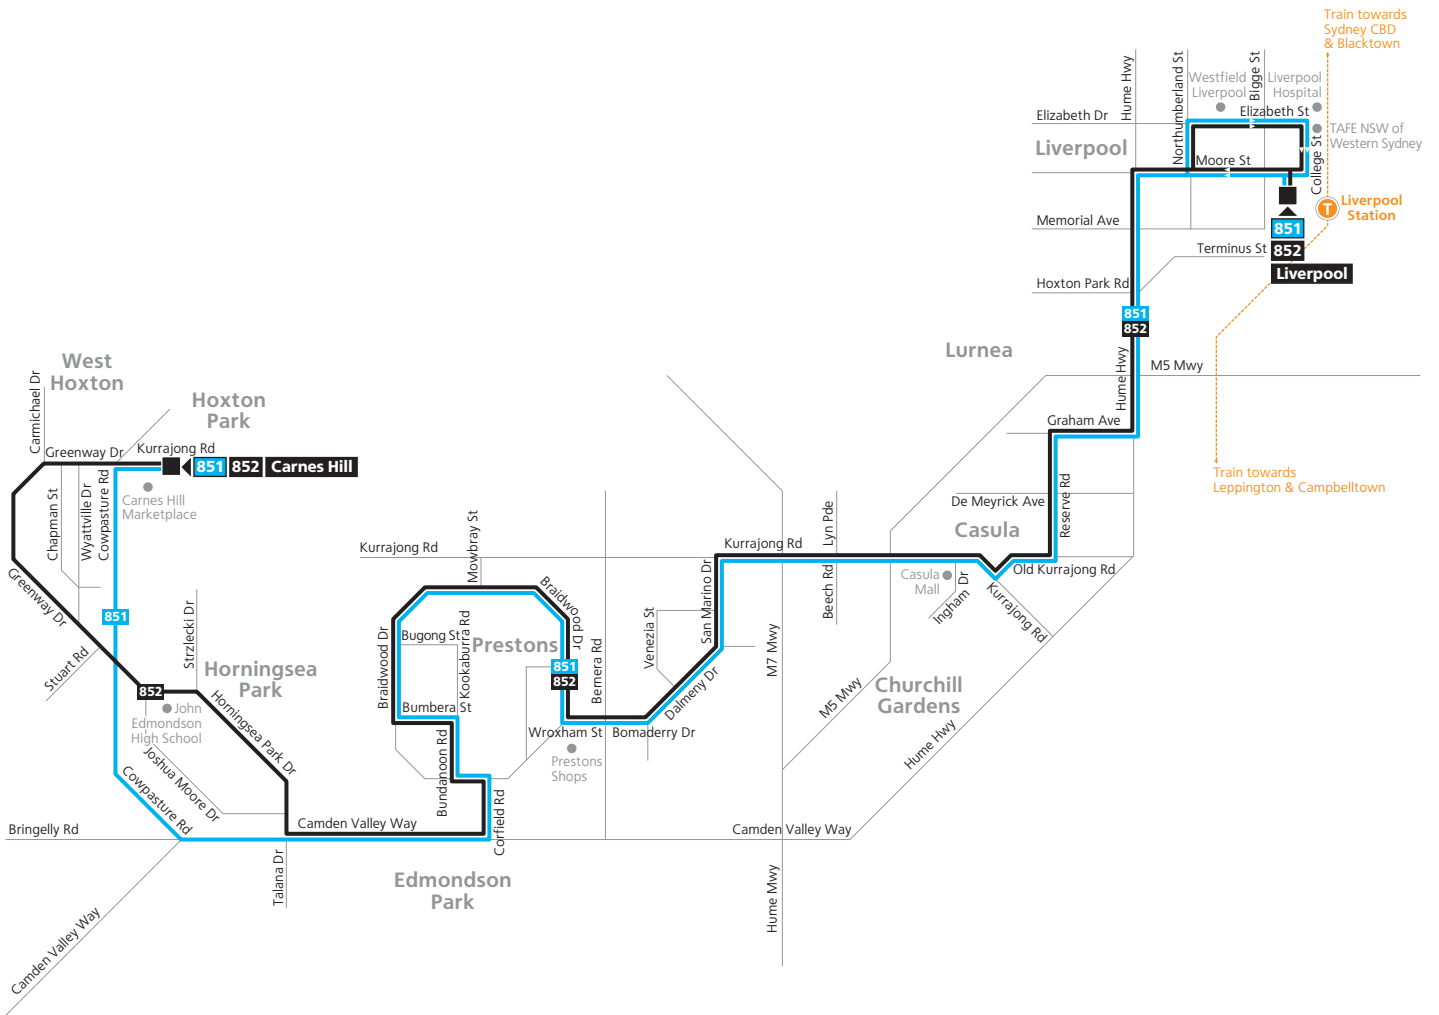 Train towards
Sydney CBD
& Blacktown
Hume Hwy
Northumberland St
Bigge St
Westfield
Liverpool
Liverpool
Hospital
Elizabeth Dr
Elizabeth St
TAFE NSW of
Western Sydney
Liverpool
Moore St
College St
T
Liverpool
Station
Memorial Ave
851
Terminus St
852
Liverpool
Hoxton Park Rd
851
852
Lurnea
Hume Hwy
M5 Mwy
West
Hoxton
Carmichael Dr
Hoxton
Park
Graham Ave
Greenway Dr
Kurrajong Rd
851
852
Carnes Hill
Train towards
Leppington & Campbelltown
Chapman St
Wyattville Dr
Cowpasture Rd
Carnes Hill
Marketplace
De Meyrick Ave
Reserve Rd
Casula
Mowbray St
Lyn Pde
Kurrajong Rd
Kurrajong Rd
Old Kurrajong Rd
Casula
Mall
Ingham Dr
Kurrajong Rd
Beech Rd
San Marino Dr
Greenway Dr
Braidwood Dr
851
Strzlecki Dr
Bugong St
Kookaburra Rd
Prestons
Venezia St
Bernera Rd
M7 Mwy
Stuart Rd
Horningsea
Park
Braidwood Dr
851
852
Dalmeny Dr
M5 Mwy
Churchill
Gardens
852
John
Edmondson
High School
Horningsea Park Dr
Bumbera St
Wroxham St
Bomaderry Dr
Hume Hwy
Joshua Moore Dr
Bundanoon Rd
Prestons
Shops
Cowpasture Rd
Corfield Rd
Bringelly Rd
Camden Valley Way
Camden Valley Way
Talana Dr
Edmondson
Park
Hume Mwy
Camden Valley Way